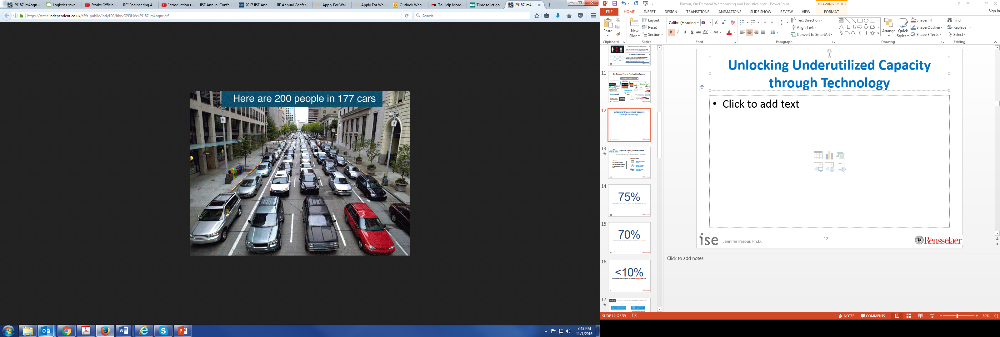 29187-m4oqn...
Logistics save...
Storks Official...
RPI Engineering A...
Introduction t...
IISE Annual Confe...
2017 IISE Ann...
IIE Annual Confer...
Apply For Wal...
Apply For Wal...
Outlook Web ...
To Help More...
Time to let go...
29187-m4...
https://static.independent.co.uk/s3fs-public/indy100/bkxvOI93HVe/29187-m4oqnr.gif
Search
Here are 200 people in 177 cars
3:43 PM
11/1/2016
Pazour, On Demand Warehousing and Logistics.pptx - PowerPoint
DRAWING TOOLS
Sign in
FILE
HOME
INSERT
DESIGN
TRANSITIONS
ANIMATIONS
SLIDE SHOW
REVIEW
VIEW
FORMAT
Paste
New
Slide
Layout
Reset
Section
Calibri (Heading
40
B I U S abc AV Aa A
Text Direction
Align Text
Convert to SmartArt
Arrange
Quick
Styles
Shape Fill
Shape Outline
Shape Effects
Find
Replace
Select
Clipboard
Slides
Font
Paragraph
Drawing
Editing
11
On-Demand Peer-to-Peer Logistics Systems
12
Unlocking Underutilized Capacity
through Technology
13
FLEXE
14
75%
15
70%
16
<10%
17
Unlocking Underutilized Capacity
through Technology
• Click to add text
ise
Jennifer Pazour, Ph.D.
12
Rensselaer
Click to add notes
SLIDE 12 OF 39
NOTES
COMMENTS
89%